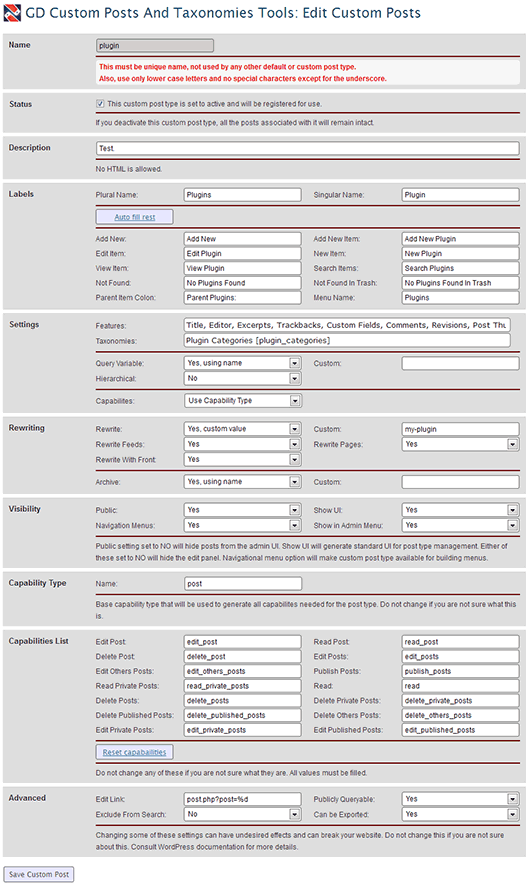 GD Custom Posts And Taxonomies Tools: Edit Custom Posts
Name plugin
This must be unique name, not used by any other default or custom post type.
Also, use only lower case letters and no special characters except for the underscore.
Status This custom post type is set to active and will be registered for use.
If you deactivate this custom post type, all the posts associated with it will remain intact.
Description Test
No HTML is allowed.
Labels Plural Name: Plugins Singular Name: Plugin
Auto fill rest
Add New: Add New Add New Item: Add New Plugin
Edit Item: Edit Plugin New Item: New Plugin
View Item: View Plugin Search Items: Search Plugins
Not Found: No Plugins Found Not Found In Trash: No Plugins Found In Trash
Parent Item Colon: Parent Plugins: Menu Name: Plugins
Settings Features: Title, Editor, Excerpts, Trackbacks, Custom Fields, Comments, Revisions, Post Thu
Taxonomies: Plugin Categories [plugin_categories]
Query Variable: Yes, using name Custom:
Hierarchical: No
Capabilites: Use Capability Type
Rewriting Rewrite: Yes, custom value Custom: my-plugin
Rewrite Feeds: Yes Rewrite Pages: Yes
Rewrite With Front: Yes
Archive: Yes, using name Custom:
Visibility Public: Yes Show UI: Yes
Navigation Menus: Yes Show in Admin Menu: Yes
Public setting set to NO will hide posts from the admin UI. Show UI will generate standard UI for post type management. Either of
these set to NO will hide the edit panel. Navigational menu option will make custom post type available for building menus.
Capability Type Name: post
Base capability type that will be used to generate all capabilites needed for the post type. Do not change if you are not sure what this
is.
Capabilities List Edit Post: edit_post Read Post: read_post
Delete Post: delete_post Edit Posts: edit_posts
Edit Others Posts: edit_others_posts Publish Posts: publish_posts
Read Private Posts: read_private_posts Read: read
Delete Posts: delete_posts Delete Private Posts: delete_private_posts
Delete Published Posts: delete_published_posts Delete Others Posts: delete_others_posts
Edit Private Posts: edit_private_posts Edit Published Posts: edit_published_posts
Reset capabailities
Do not change any of these if you are not sure what they are. All values must be filled.
Advanced Edit Link: post.php?post=%d Publicly Queryable: Yes
Exclude From Search: No Can be Exported: Yes
Changing some of these settings can have undesired effects and can break your website. Do not change this if you are not sure
about this. Consult WordPress documentation for more details.
Save Custom Post